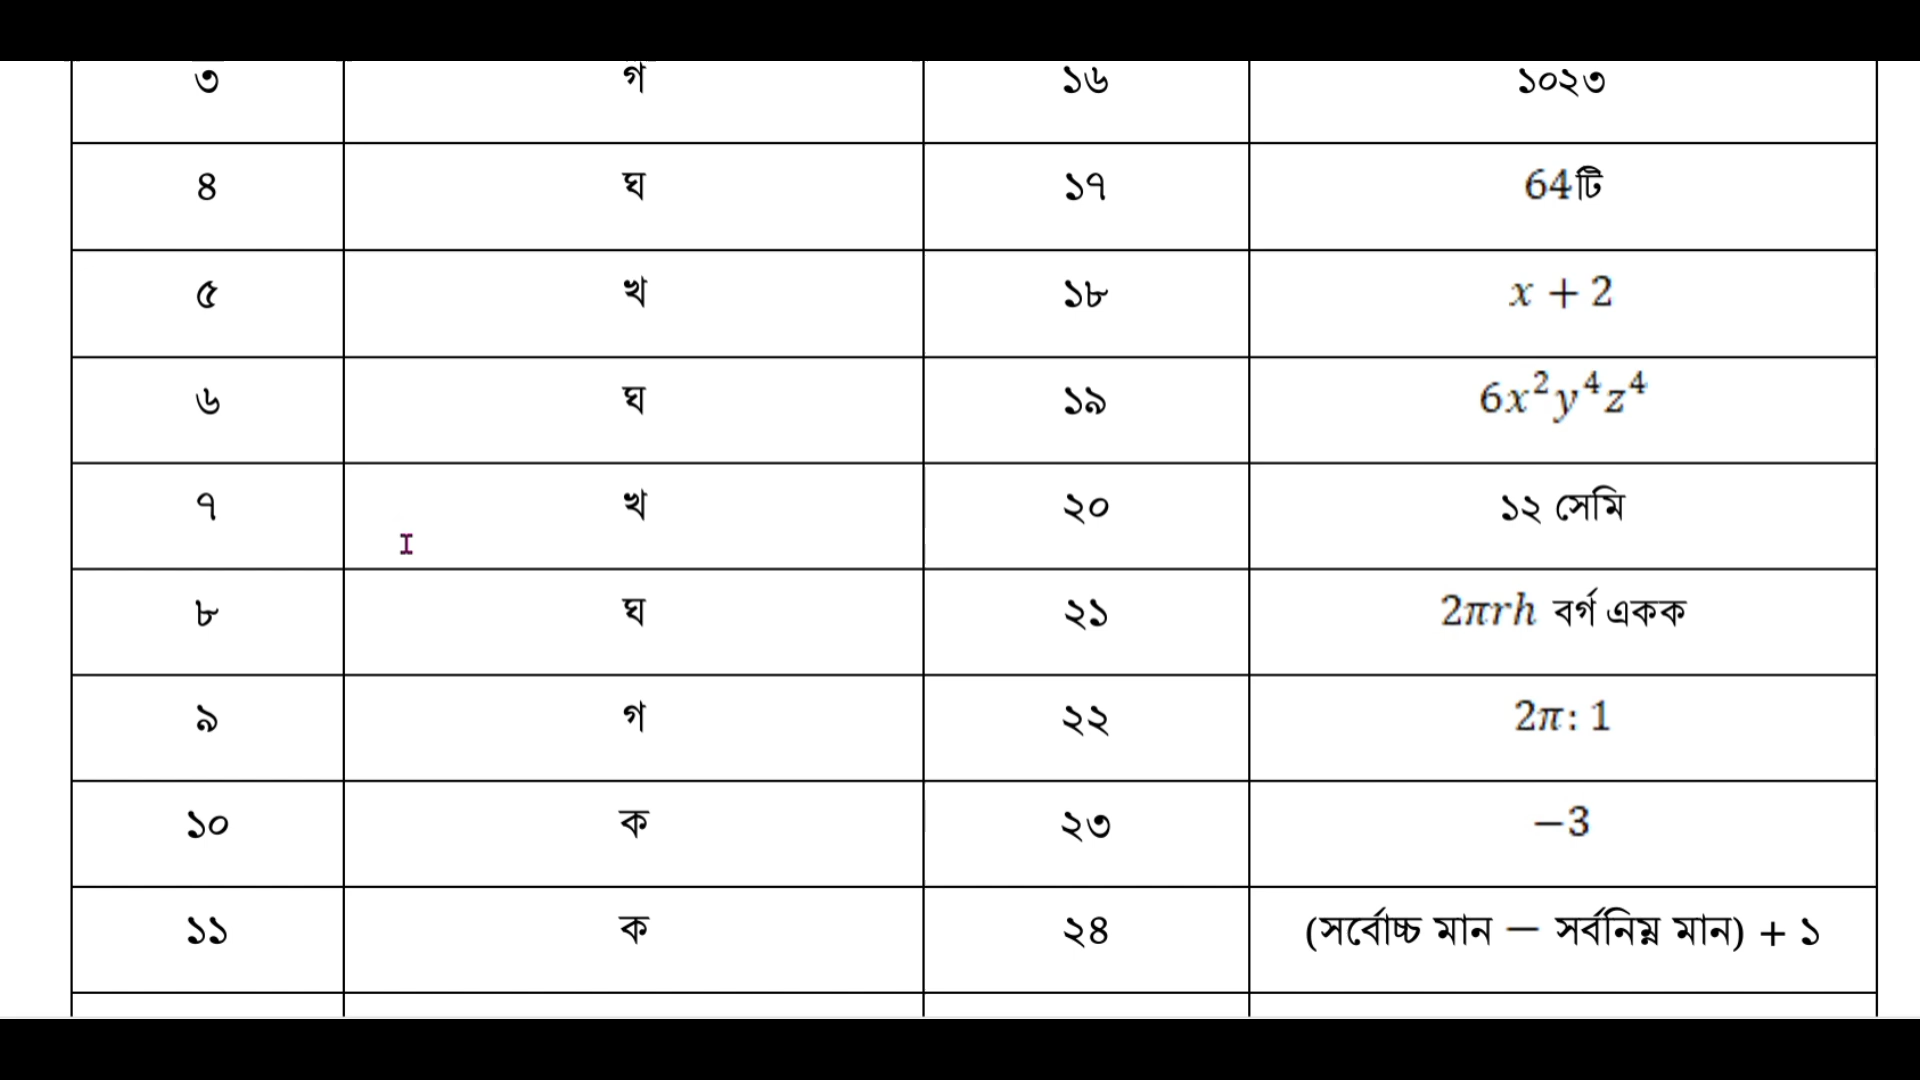 ৩ গ ১৬ ১০২৩
৪ ঘ ১৭ 64টি
৫ খ ১৮ x + 2
৬ ঘ ১৯ 6x²y⁴z⁴
৭ খ ২০ ১২ সেমি
৮ ঘ ২১ 2πrh বর্গ একক
৯ গ ২২ 2π: 1
১০ ক ২৩ −3
১১ ক ২৪ (সর্বোচ্চ মান − সর্বনিম্ন মান) + ১